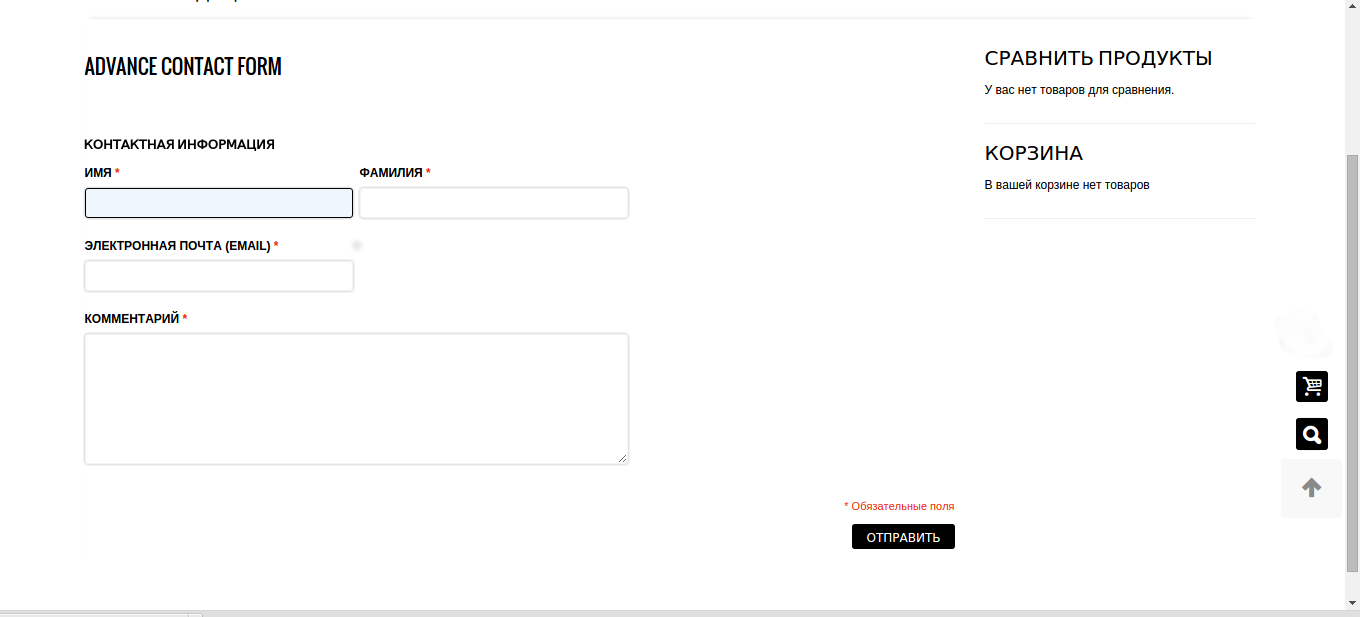 ADVANCE CONTACT FORM
КОНТАКТНАЯ ИНФОРМАЦИЯ
ИМЯ *
ФАМИЛИЯ *
ЭЛЕКТРОННАЯ ПОЧТА (EMAIL) *
КОММЕНТАРИЙ *
* Обязательные поля
ОТПРАВИТЬ
СРАВНИТЬ ПРОДУКТЫ
У вас нет товаров для сравнения.
КОРЗИНА
В вашей корзине нет товаров